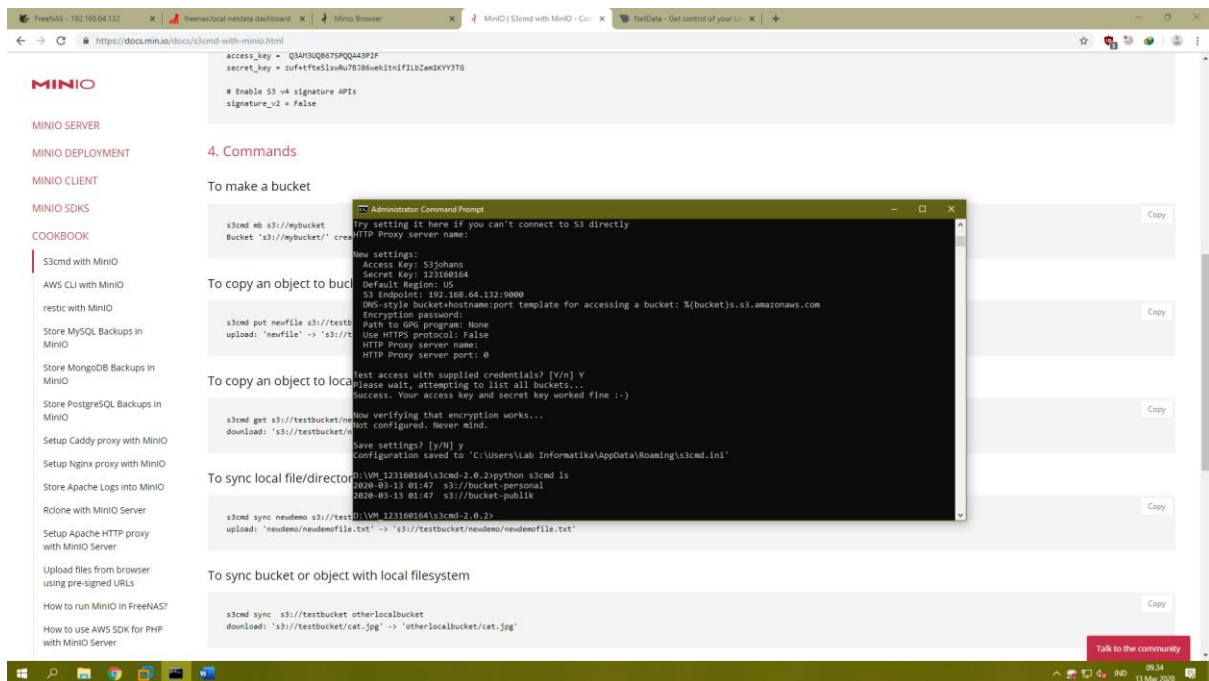 FreeNAS - 192.168.64.132
freenas.local netdata dashboard
Minio Browser
MinIO | S3cmd with MinIO - Coo
NetData - Get control of your Lin
https://docs.min.io/docs/s3cmd-with-minio.html
MINIO
MINIO SERVER
MINIO DEPLOYMENT
MINIO CLIENT
MINIO SDKS
COOKBOOK
S3cmd with MinIO
AWS CLI with MinIO
restic with MinIO
Store MySQL Backups in
MinIO
Store MongoDB Backups in
MinIO
Store PostgreSQL Backups in
MinIO
Setup Caddy proxy with MinIO
Setup Nginx proxy with MinIO
Store Apache Logs into MinIO
Rclone with MinIO Server
Setup Apache HTTP proxy
with MinIO Server
Upload files from browser
using pre-signed URLs
How to run MinIO in FreeNAS?
How to use AWS SDK for PHP
with MinIO Server
access_key =
secret_key =
# Enable S3 v4 signature APIs
signature_v2 = False
4. Commands
To make a bucket
Copy
s3cmd mb s3://mybucket
Bucket 's3://mybucket/' crea
To copy an object to buck
Copy
s3cmd put newfile s3://testb
upload: 'newfile' -> 's3://t
To copy an object to loca
Copy
s3cmd get s3://testbucket/ne
download: 's3://testbucket/n
To sync local file/director
Copy
s3cmd sync newdemo s3://test
upload: 'newdemo/newdemofile.txt' -> 's3://testbucket/newdemo/newdemofile.txt'
To sync bucket or object with local filesystem
Copy
s3cmd sync s3://testbucket otherlocalbucket
download: 's3://testbucket/cat.jpg' -> 'otherlocalbucket/cat.jpg'
Talk to the community
Administrator: Command Prompt
Try setting it here if you can't connect to S3 directly
HTTP Proxy server name:
New settings:
Access Key: S3johans
Secret Key: 123160164
Default Region: US
S3 Endpoint: 192.168.64.132:9000
DNS-style bucket+hostname:port template for accessing a bucket: %(bucket)s.s3.amazonaws.com
Encryption password:
Path to GPG program: None
Use HTTPS protocol: False
HTTP Proxy server name:
HTTP Proxy server port: 0
Test access with supplied credentials? [Y/n] Y
Please wait, attempting to list all buckets...
Success. Your access key and secret key worked fine :-)
Now verifying that encryption works...
Not configured. Never mind.
Save settings? [y/N] y
Configuration saved to 'C:\Users\Lab Informatika\AppData\Roaming\s3cmd.ini'
D:\VM_123160164\s3cmd-2.0.2>python s3cmd ls
2020-03-13 01:47 s3://bucket-personal
2020-03-13 01:47 s3://bucket-publik
D:\VM_123160164\s3cmd-2.0.2>
IND
09.34
13 Mar 2020